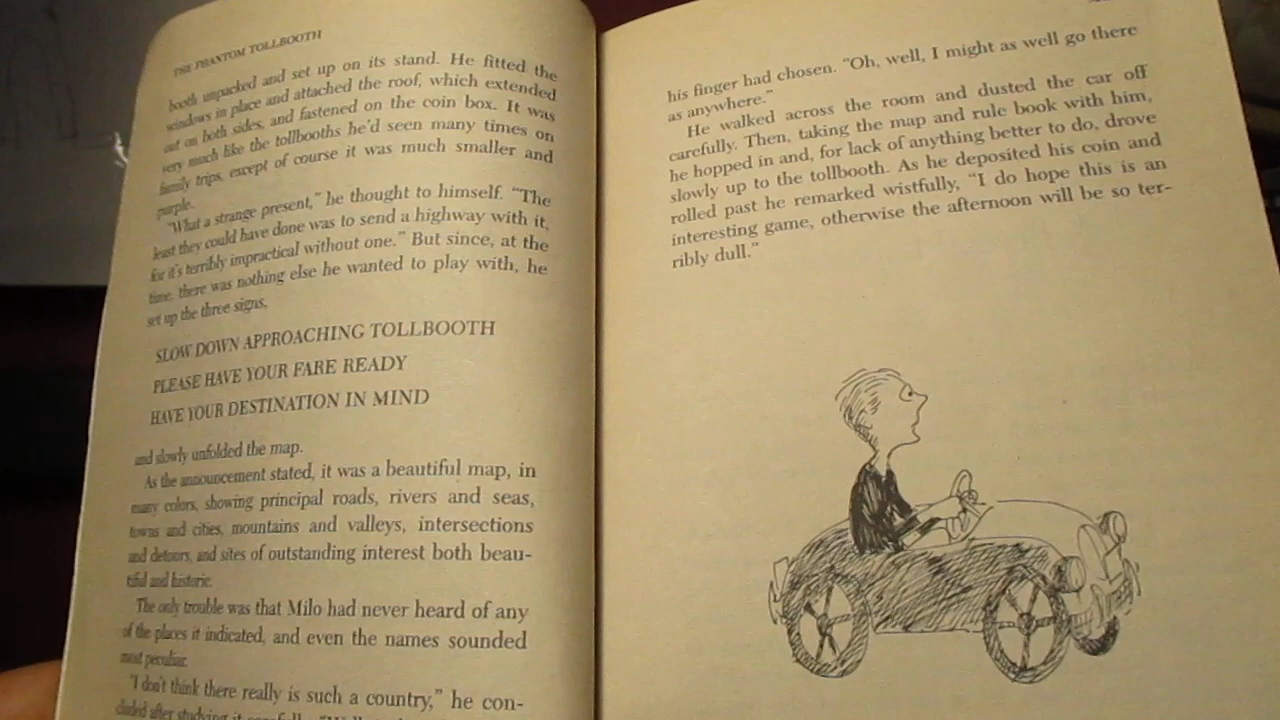 THE PHANTOM TOLLBOOTH
booth unpacked and set up on its stand. He fitted the
windows in place and attached the roof, which extended
out on both sides, and fastened on the coin box. It was
very much like the tollbooths he'd seen many times on
family trips, except of course it was much smaller and
purple.
"What a strange present," he thought to himself. "The
least they could have done was to send a highway with it,
for it's terribly impractical without one." But since, at the
time, there was nothing else he wanted to play with, he
set up the three signs,
SLOW DOWN APPROACHING TOLLBOOTH
PLEASE HAVE YOUR FARE READY
HAVE YOUR DESTINATION IN MIND
and slowly unfolded the map.
As the announcement stated, it was a beautiful map, in
many colors, showing principal roads, rivers and seas,
towns and cities, mountains and valleys, intersections
and detours, and sites of outstanding interest both beau-
tiful and historic.
The only trouble was that Milo had never heard of any
of the places it indicated, and even the names sounded
most peculiar.
"I don't think there really is such a country," he con-
cluded after studying it carefully.
his finger had chosen. "Oh, well, I might as well go there
as anywhere."
He walked across the room and dusted the car off
carefully. Then, taking the map and rule book with him,
he hopped in and, for lack of anything better to do, drove
slowly up to the tollbooth. As he deposited his coin and
rolled past he remarked wistfully, "I do hope this is an
interesting game, otherwise the afternoon will be so ter-
ribly dull."